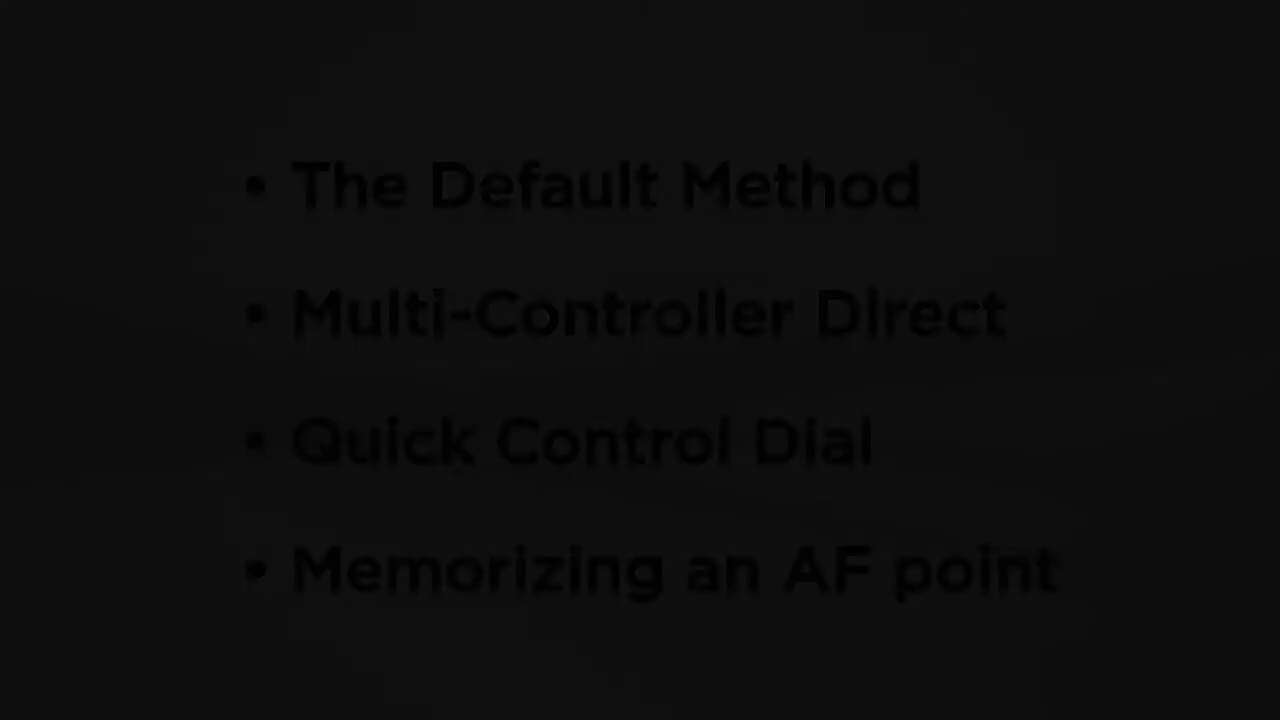 • The Default Method
• Multi-Controller Direct
• Quick Control Dial
• Memorizing an AF point